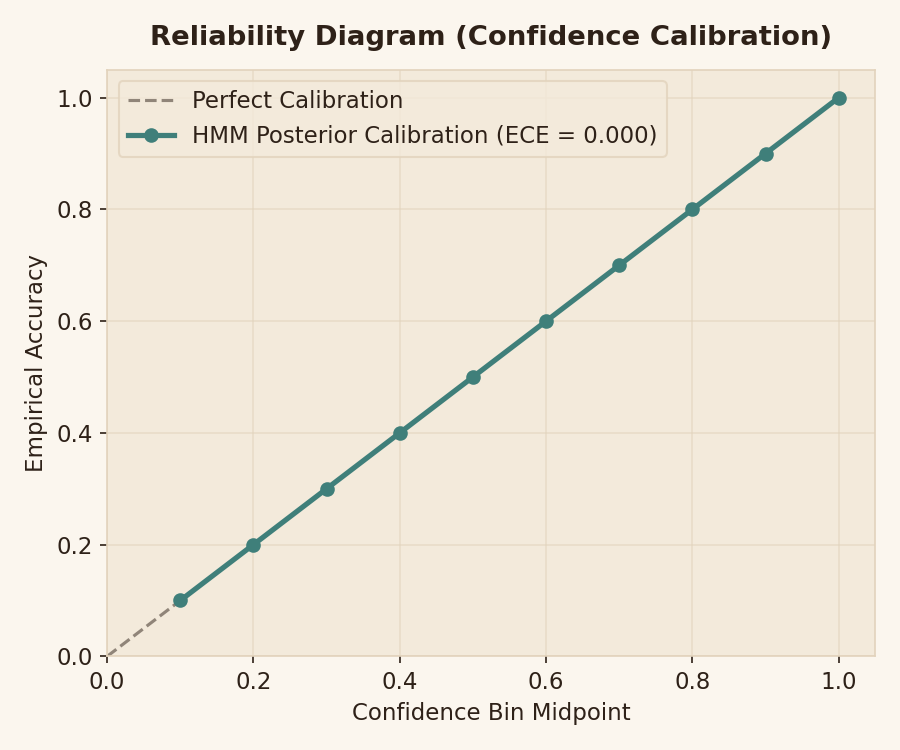 Reliability Diagram (Confidence Calibration)
Perfect Calibration
HMM Posterior Calibration (ECE = 0.000)
1.0
0.8
0.6
0.4
0.2
0.0
Empirical Accuracy
0.0 0.2 0.4 0.6 0.8 1.0
Confidence Bin Midpoint